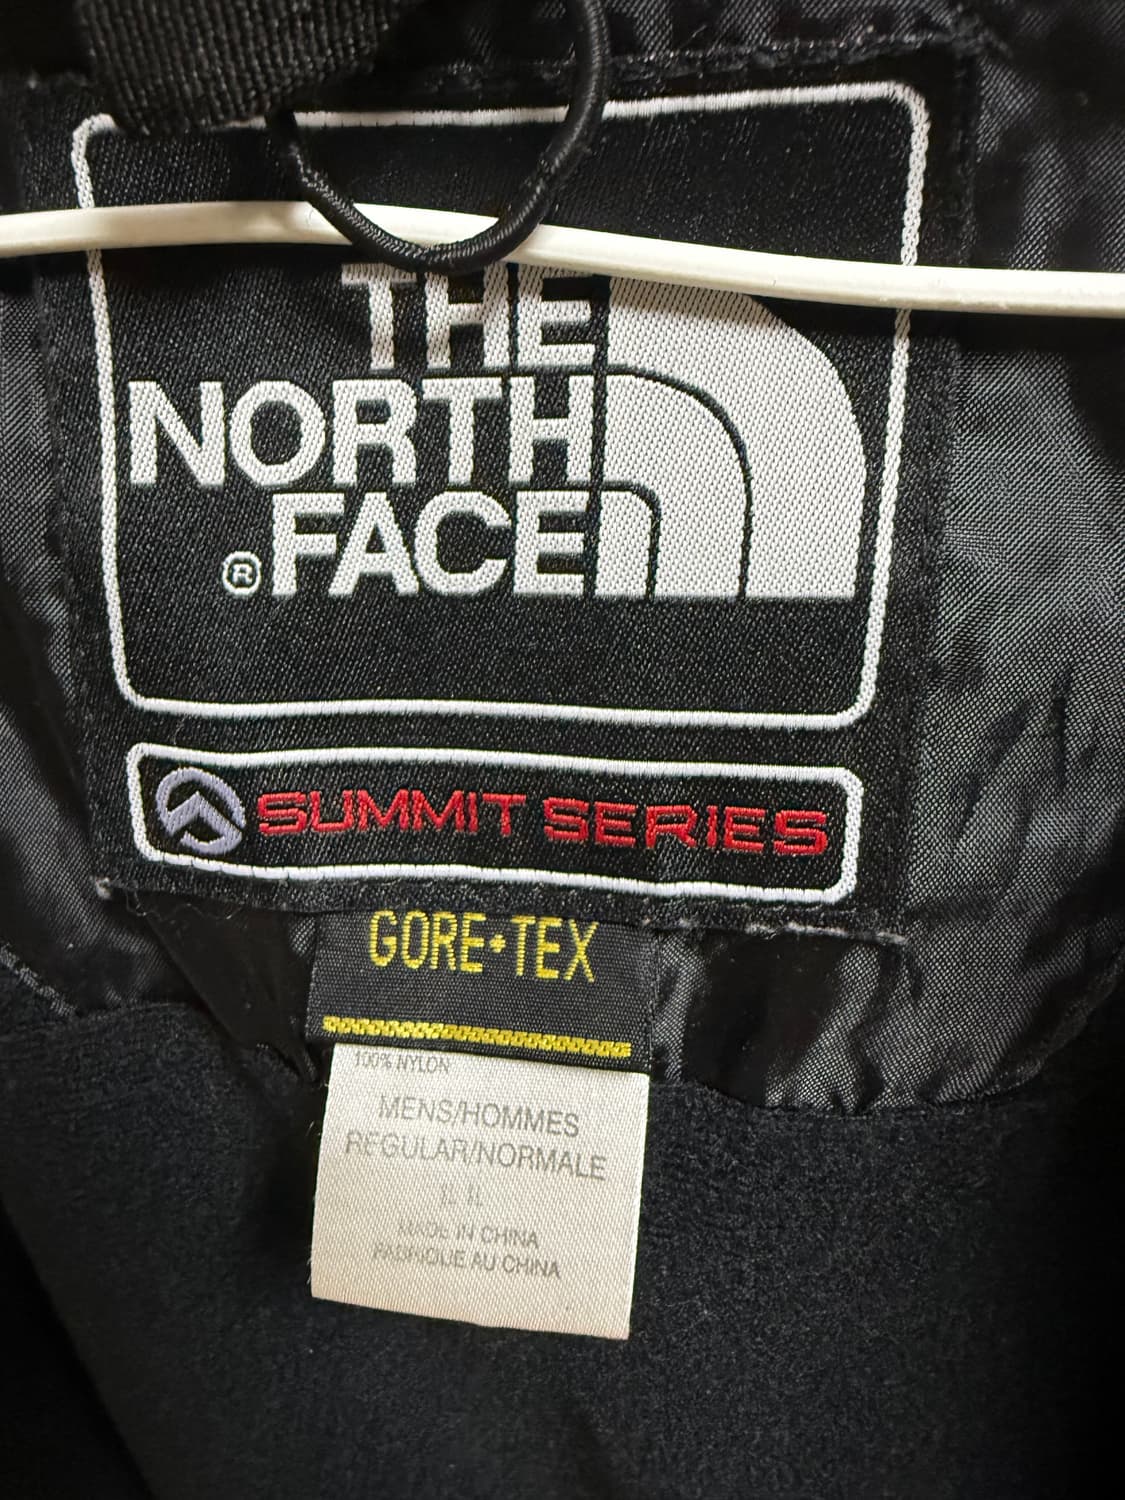 THE
NORTH
®FACE
SUMMIT SERIES
GORE-TEX
100% NYLON
MENS/HOMMES
REGULAR/NORMALE
MADE IN CHINA
FABRIQUE AU CHINA